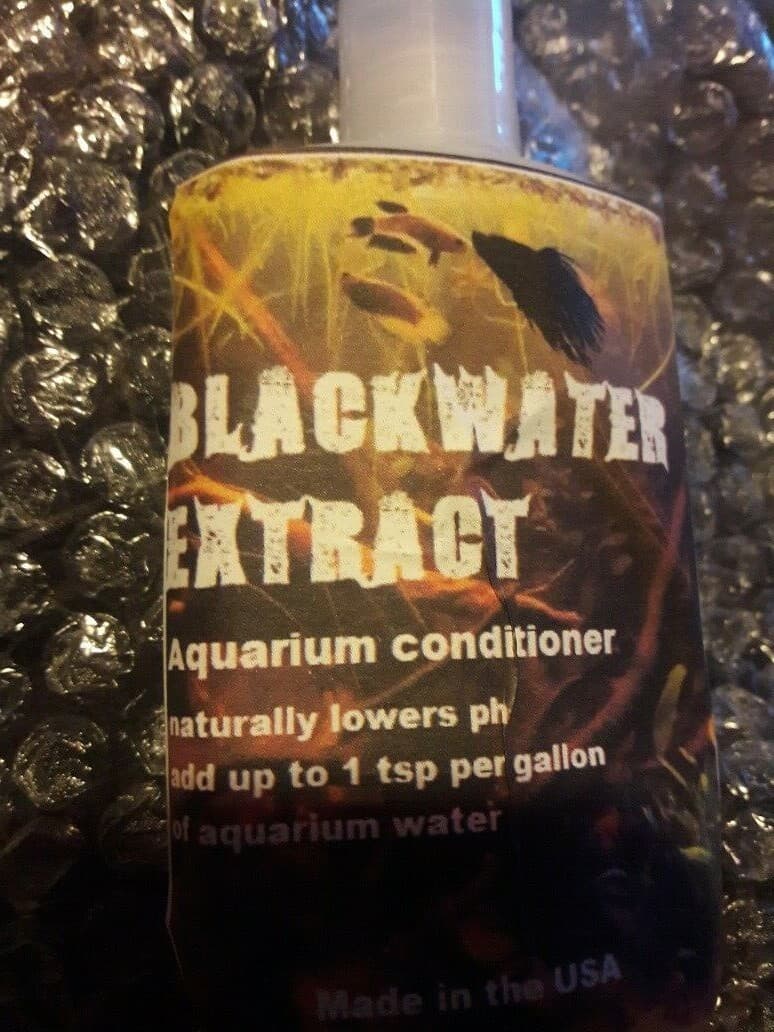 BLACKWATER
EXTRACT
Aquarium conditioner
naturally lowers ph
add up to 1 tsp per gallon
of aquarium water
Made in the USA